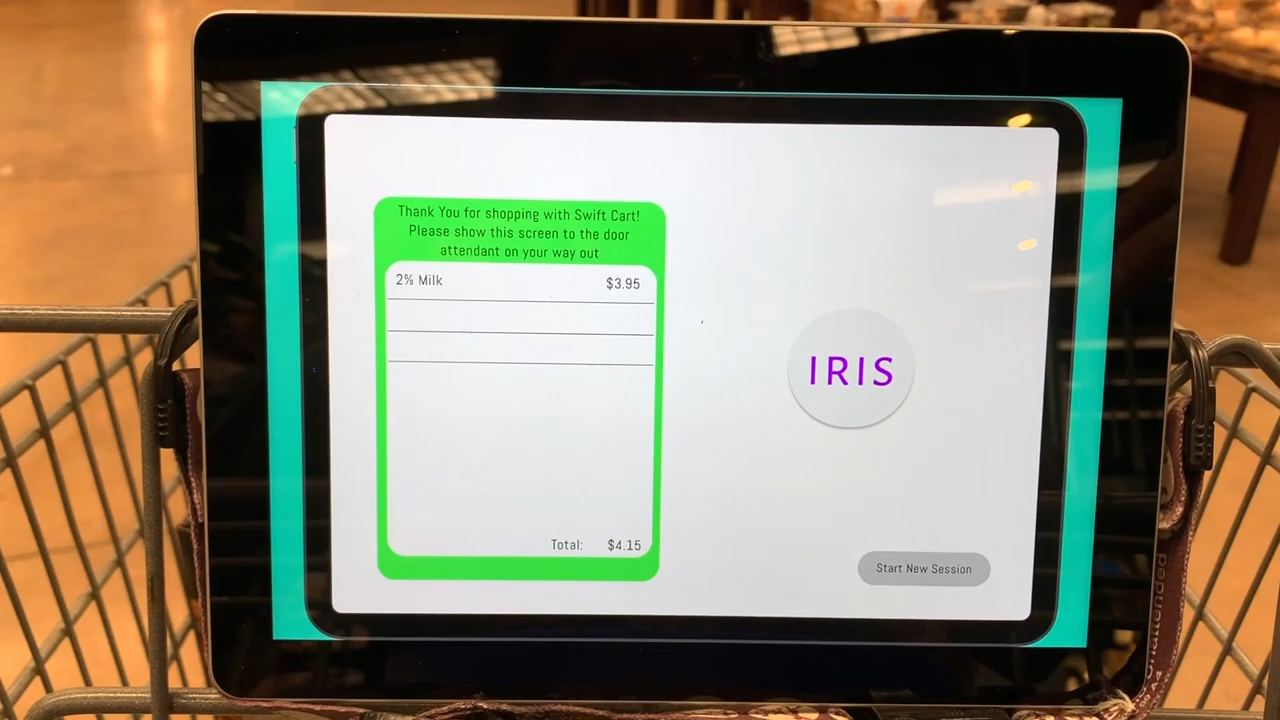 Thank You for shopping with Swift Cart!
Please show this screen to the door
attendant on your way out
2% Milk $3.95
Total: $4.15
IRIS
Start New Session